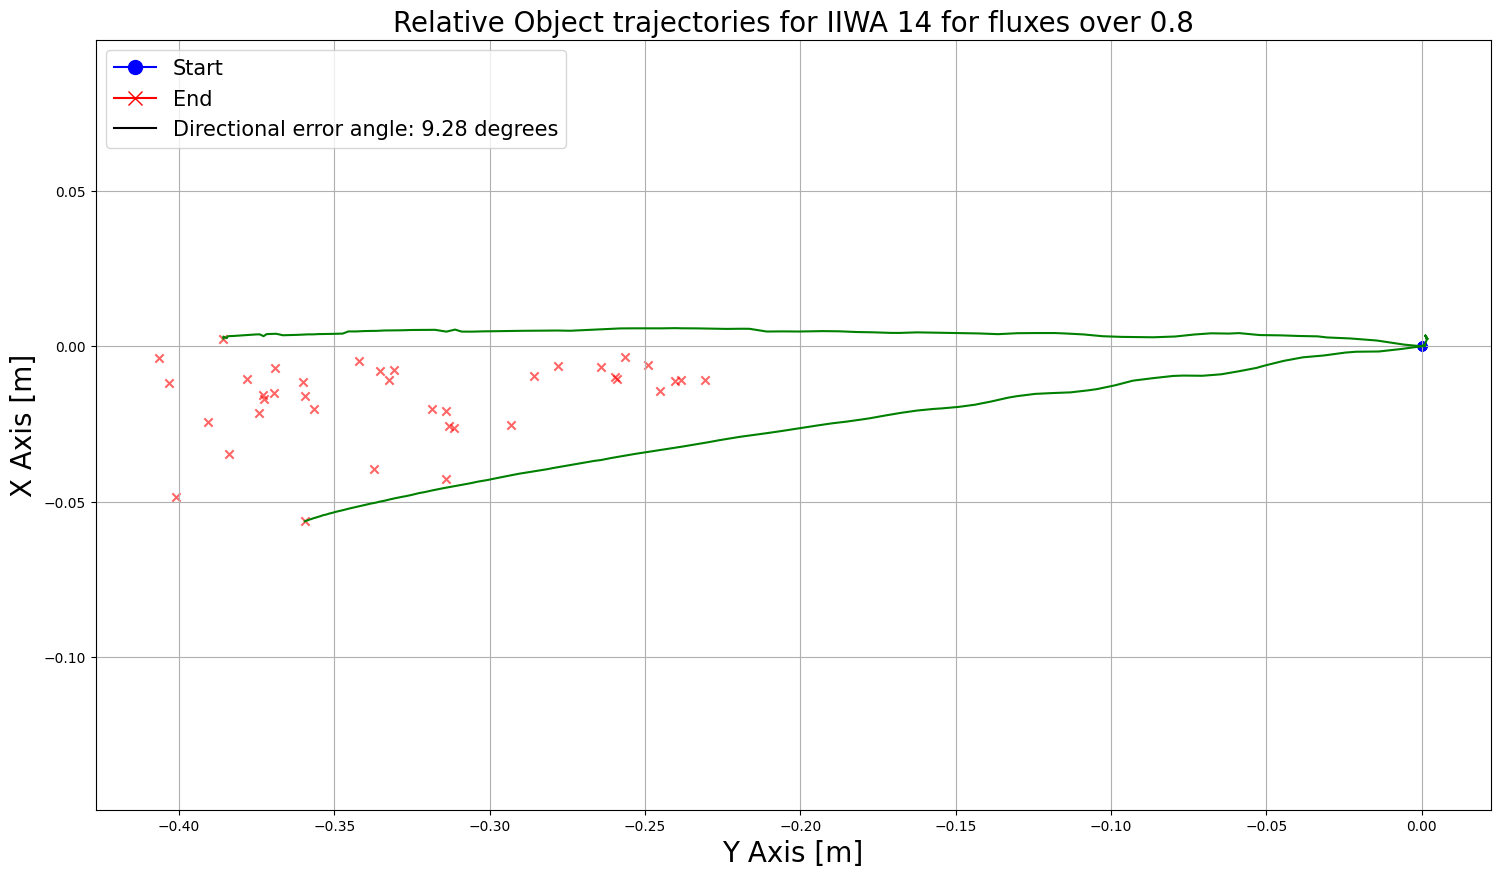 Relative Object trajectories for IIWA 14 for fluxes over 0.8
Start
End
Directional error angle: 9.28 degrees
X Axis [m]
0.05
0.00
−0.05
−0.10
−0.40 −0.35 −0.30 −0.25 −0.20 −0.15 −0.10 −0.05 0.00
Y Axis [m]